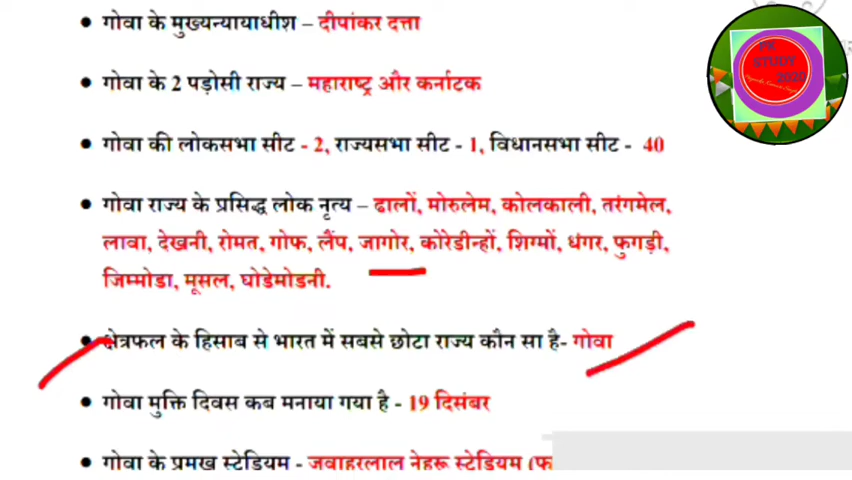 गोवा के मुख्यन्यायाधीश – दीपांकर दत्ता
PK
STUDY
2020
गोवा के 2 पड़ोसी राज्य – महाराष्ट्र और कर्नाटक
गोवा की लोकसभा सीट - 2, राज्यसभा सीट - 1, विधानसभा सीट - 40
गोवा राज्य के प्रसिद्ध लोक नृत्य – ढालों, मोरुलेम, कोलकाली, तरंगमेल,
लावा, देखनी, रोमत, गोफ, लैंप, जागोर, कोरेडीन्हों, शिग्मों, धंगर, फुगड़ी,
जिम्मोडा, मूसल, घोडेमोडनी.
क्षेत्रफल के हिसाब से भारत में सबसे छोटा राज्य कौन सा है- गोवा
गोवा मुक्ति दिवस कब मनाया गया है - 19 दिसंबर
गोवा के प्रमख स्टेडियम - जवाहरलाल नेहरू स्टेडियम (फ